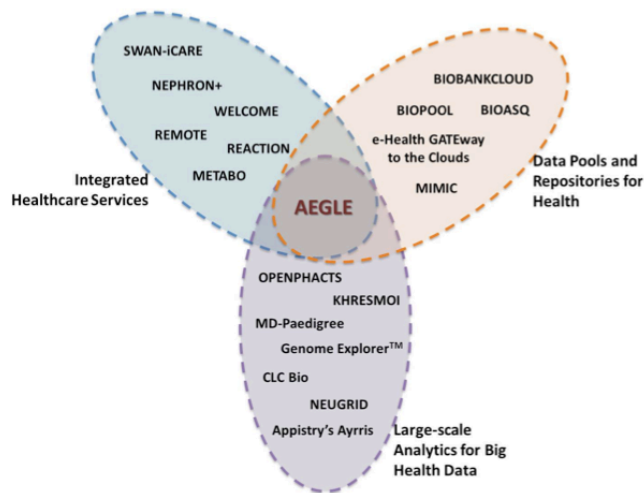 SWAN-iCARE
NEPHRON+
WELCOME
REMOTE
REACTION
METABO
Integrated
Healthcare Services
BIOBANKCLOUD
BIOPOOL
BIOASQ
e-Health GATEway
to the Clouds
MIMIC
Data Pools and
Repositories for
Health
AEGLE
OPENPHACTS
KHRESMOI
MD-Paedigree
Genome Explorer™
CLC Bio
NEUGRID
Appistry's Ayrris
Large-scale
Analytics for Big
Health Data